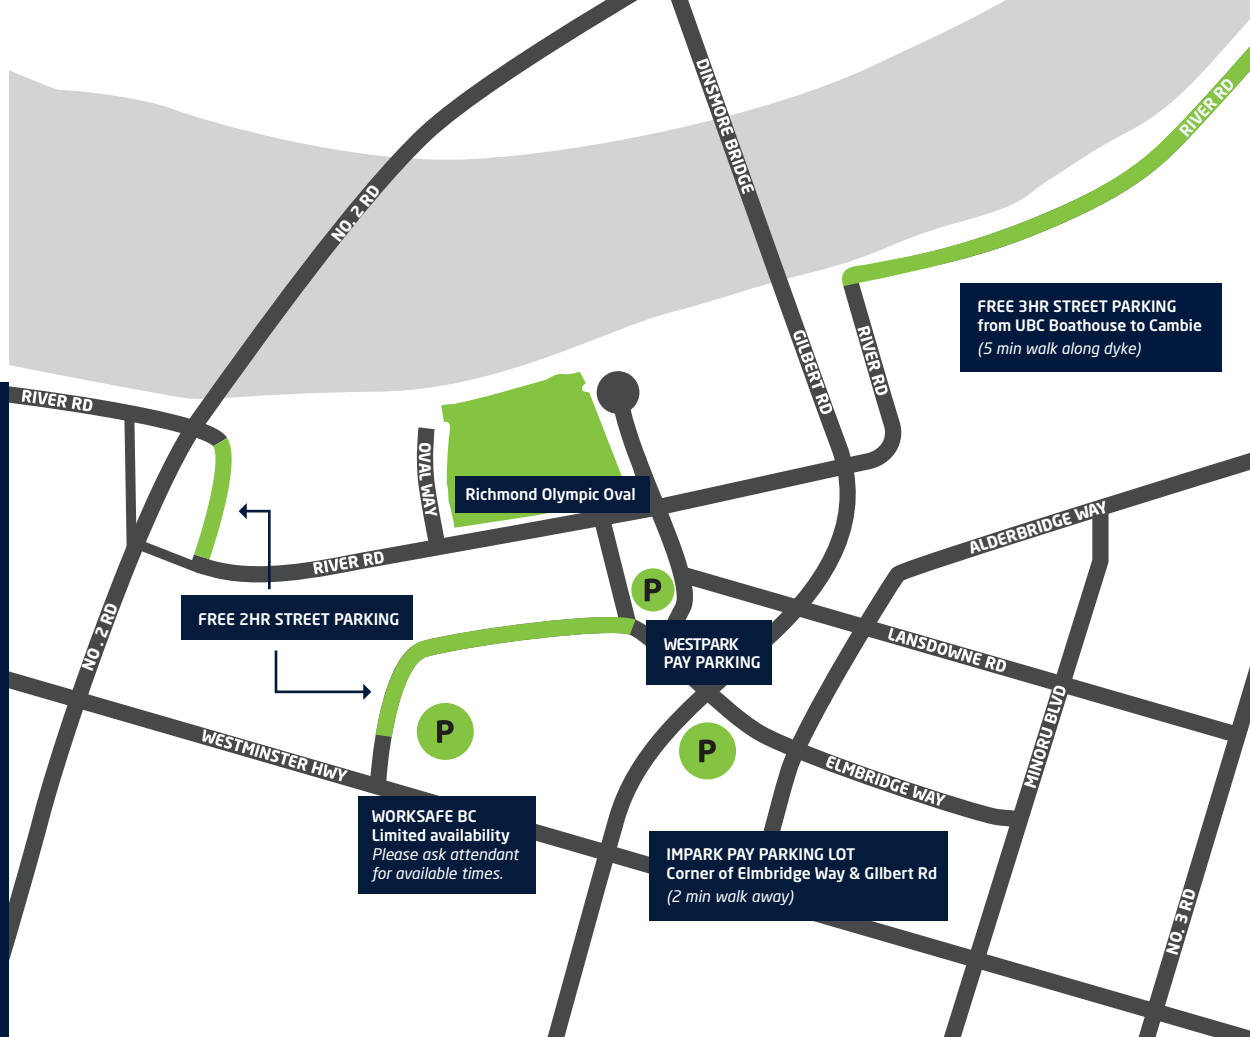 DINSMORE BRIDGE
RIVER RD
NO. 2 RD
FREE 3HR STREET PARKING
from UBC Boathouse to Cambie
(5 min walk along dyke)
GILBERT RD
RIVER RD
RIVER RD
OVAL WAY
Richmond Olympic Oval
ALDERBRIDGE WAY
RIVER RD
P
FREE 2HR STREET PARKING
NO. 2 RD
WESTPARK
PAY PARKING
LANSDOWNE RD
MINORU BLVD
P
P
WESTMINSTER HWY
ELMBRIDGE WAY
WORKSAFE BC
Limited availability
Please ask attendant
for available times.
IMPARK PAY PARKING LOT
Corner of Elmbridge Way & GIlbert Rd
(2 min walk away)
NO. 3 RD